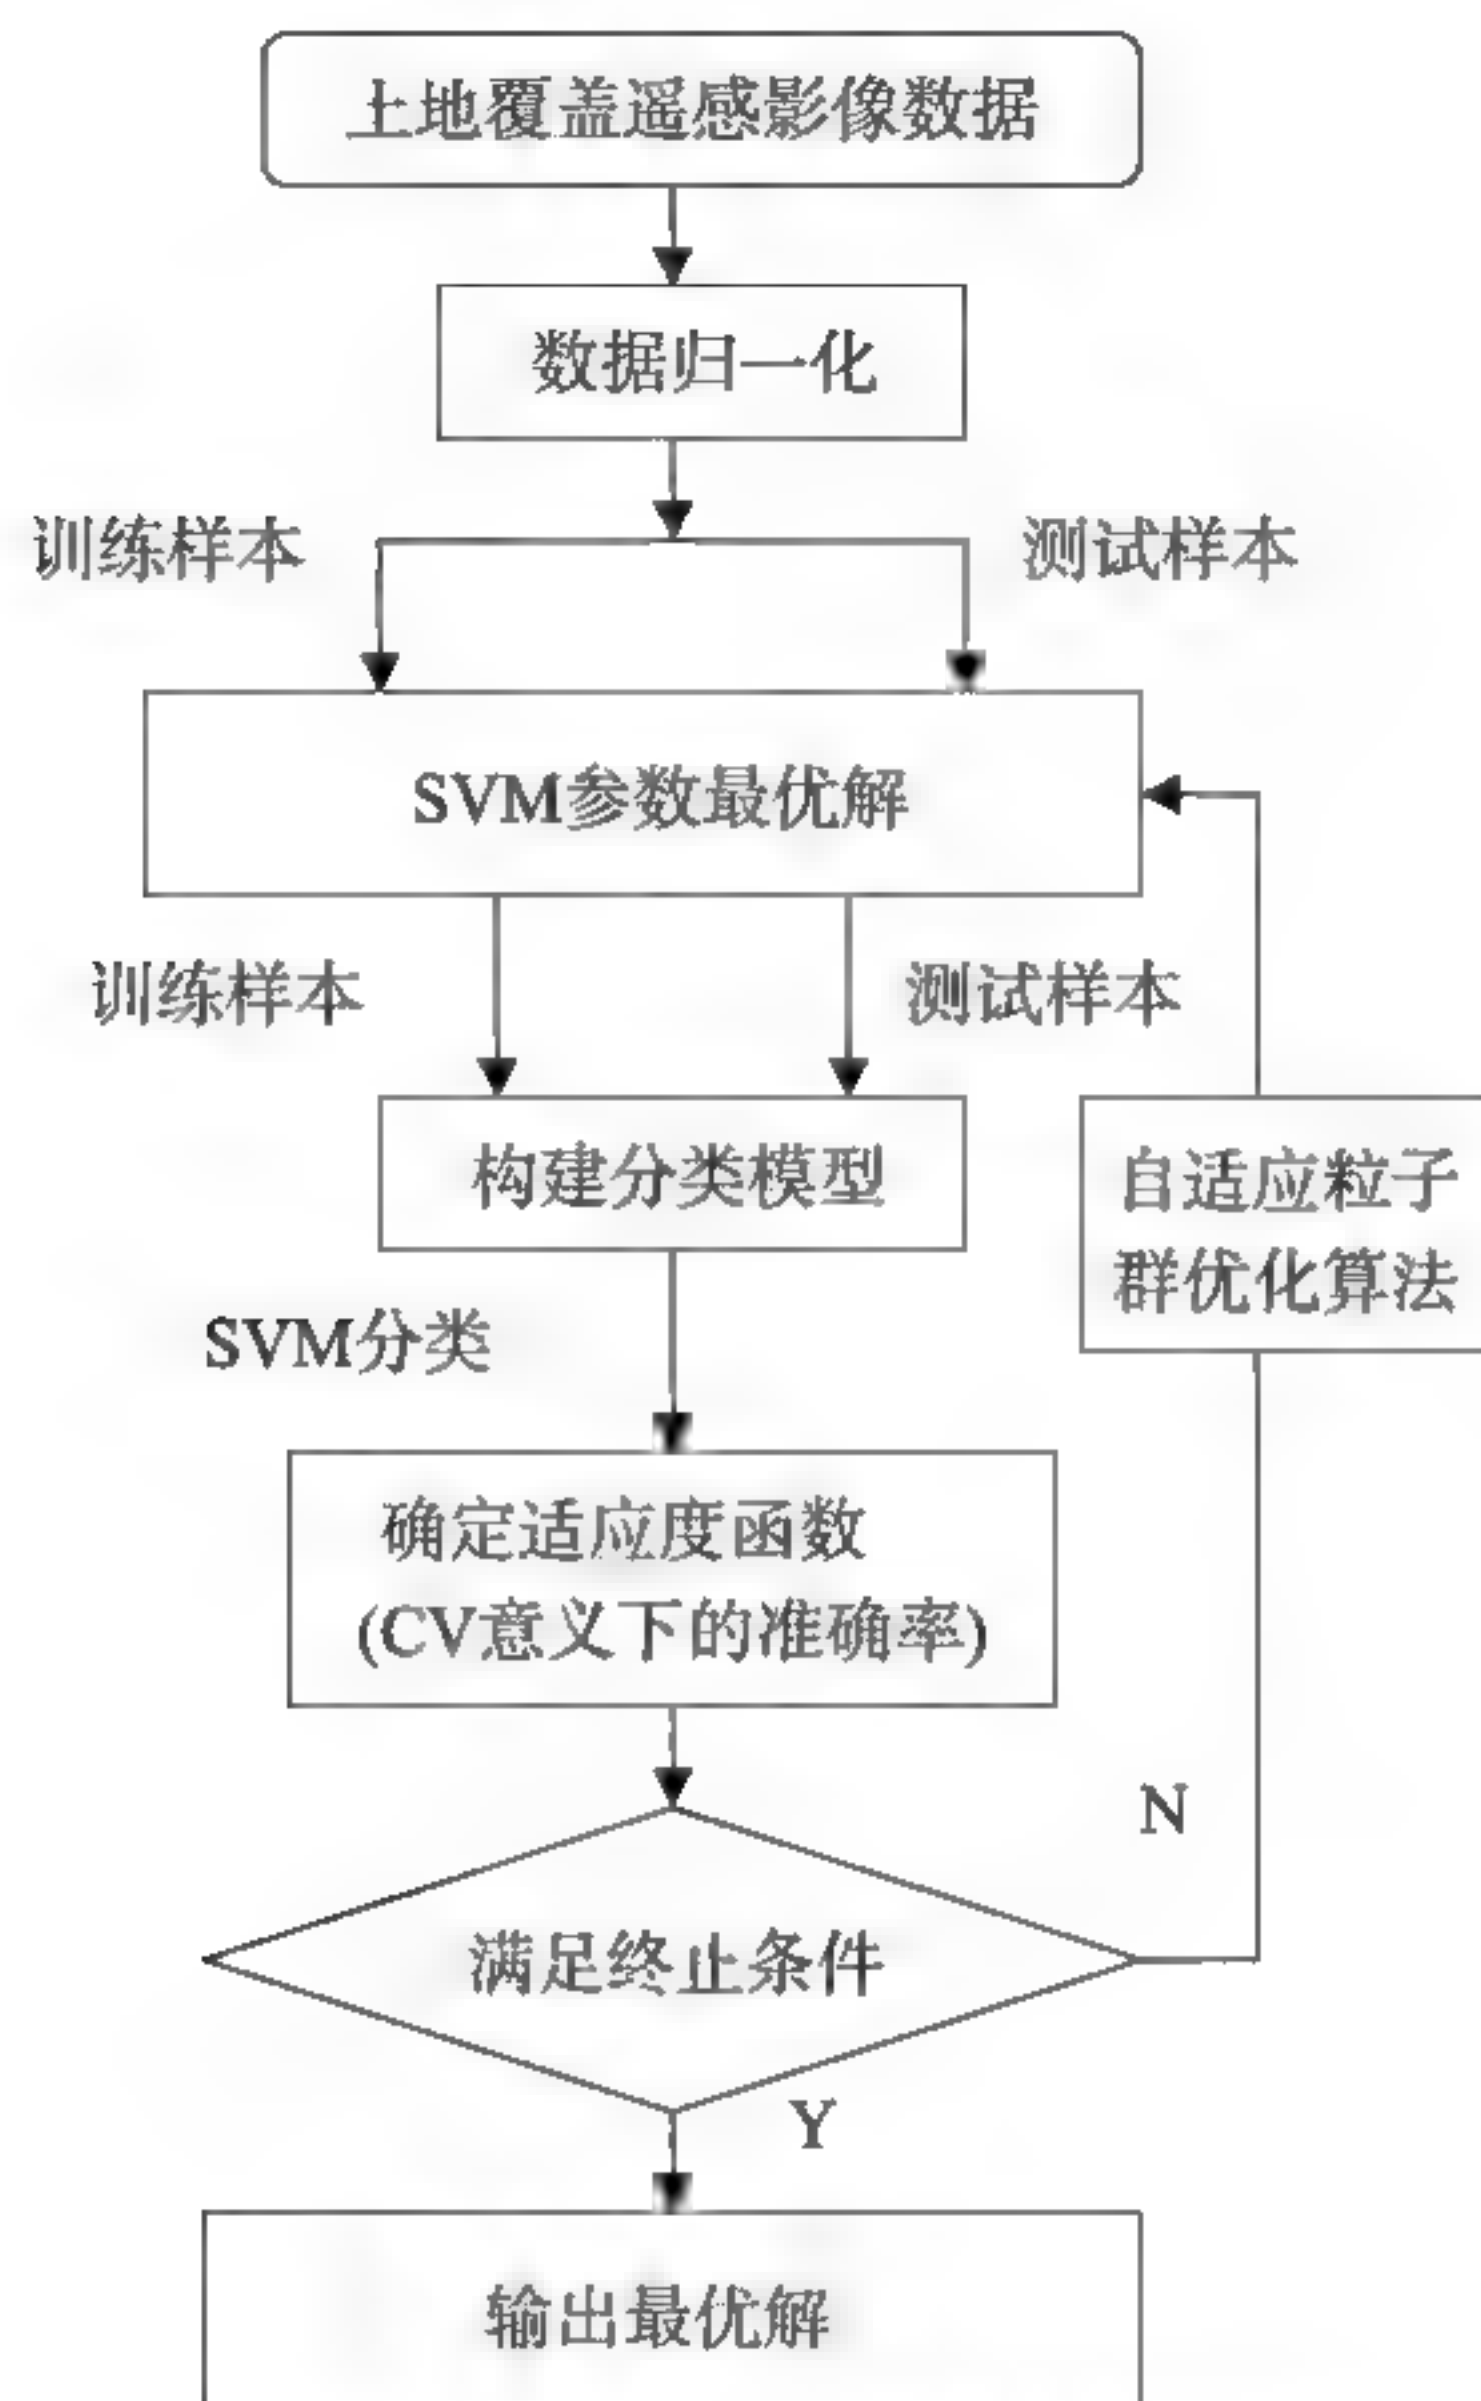 土地覆盖遥感影像数据
数据归一化
训练样本
测试样本
SVM参数最优解
训练样本
测试样本
构建分类模型
自适应粒子
群优化算法
SVM分类
确定适应度函数
(CV意义下的准确率)
N
满足终止条件
Y
输出最优解